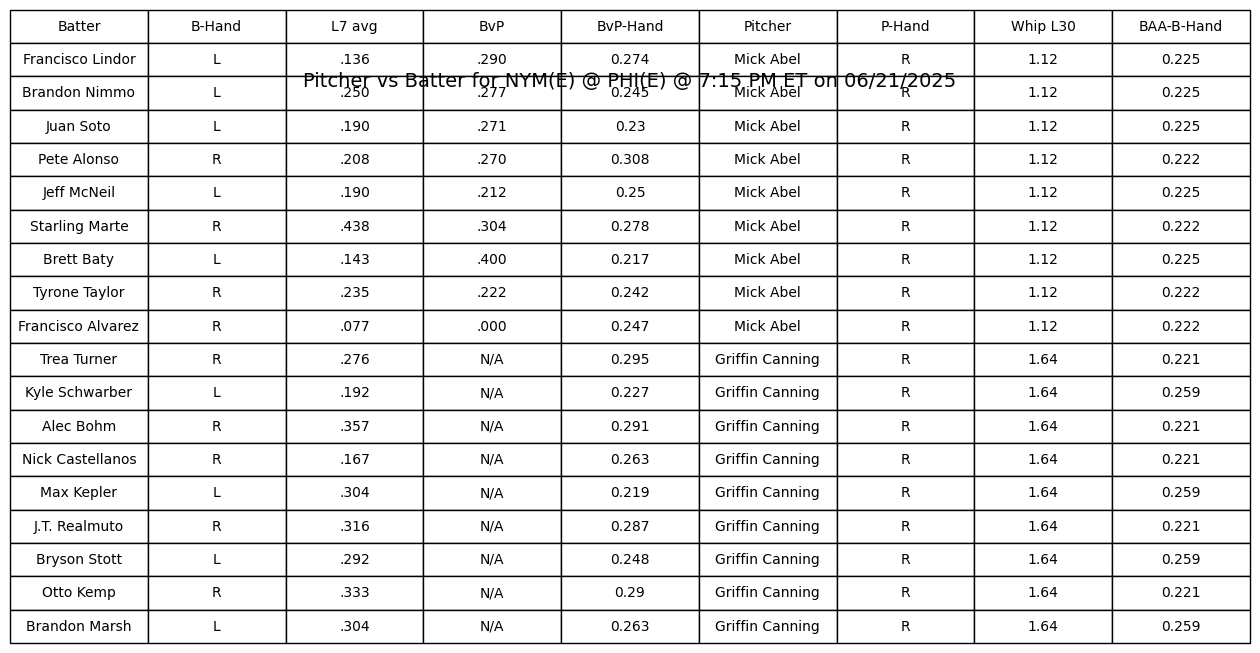 Batter B-Hand L7 avg BvP BvP-Hand Pitcher P-Hand Whip L30 BAA-B-Hand
Francisco Lindor L .136 .290 0.274 Mick Abel R 1.12 0.225
Pitcher vs Batter for NYM(E) @ PHI(E) @ 7:15 PM ET on 06/21/2025
Brandon Nimmo L .250 .277 0.245 Mick Abel R 1.12 0.225
Juan Soto L .190 .271 0.23 Mick Abel R 1.12 0.225
Pete Alonso R .208 .270 0.308 Mick Abel R 1.12 0.222
Jeff McNeil L .190 .212 0.25 Mick Abel R 1.12 0.225
Starling Marte R .438 .304 0.278 Mick Abel R 1.12 0.222
Brett Baty L .143 .400 0.217 Mick Abel R 1.12 0.225
Tyrone Taylor R .235 .222 0.242 Mick Abel R 1.12 0.222
Francisco Alvarez R .077 .000 0.247 Mick Abel R 1.12 0.222
Trea Turner R .276 N/A 0.295 Griffin Canning R 1.64 0.221
Kyle Schwarber L .192 N/A 0.227 Griffin Canning R 1.64 0.259
Alec Bohm R .357 N/A 0.291 Griffin Canning R 1.64 0.221
Nick Castellanos R .167 N/A 0.263 Griffin Canning R 1.64 0.221
Max Kepler L .304 N/A 0.219 Griffin Canning R 1.64 0.259
J.T. Realmuto R .316 N/A 0.287 Griffin Canning R 1.64 0.221
Bryson Stott L .292 N/A 0.248 Griffin Canning R 1.64 0.259
Otto Kemp R .333 N/A 0.29 Griffin Canning R 1.64 0.221
Brandon Marsh L .304 N/A 0.263 Griffin Canning R 1.64 0.259